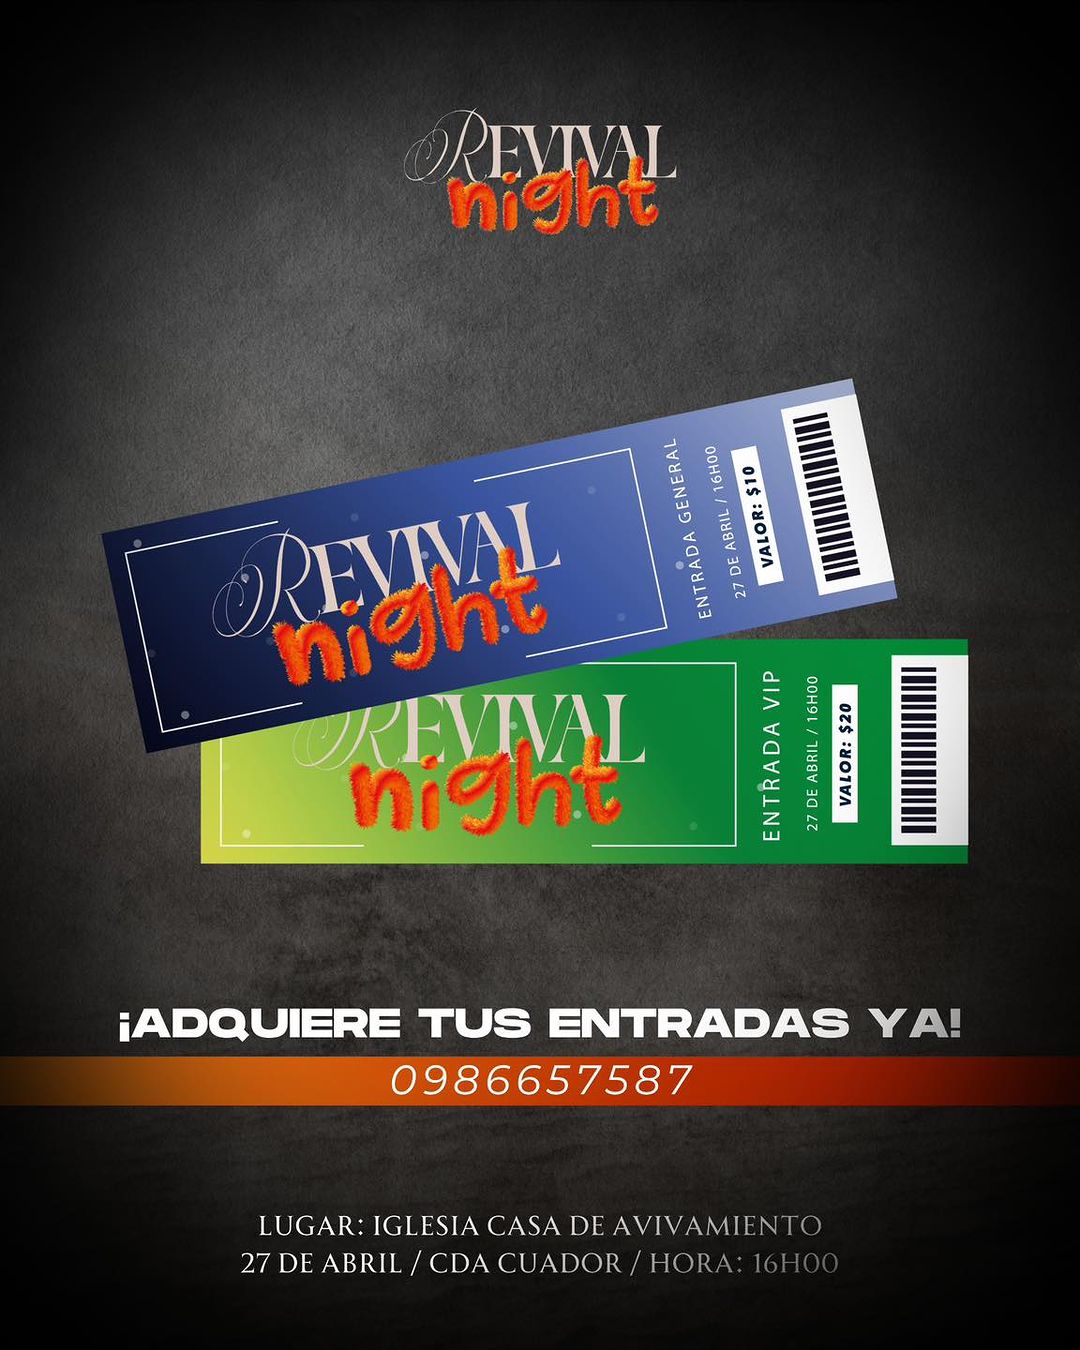 REVIVAL
night
REVIVAL
night
ENTRADA GENERAL
27 DE ABRIL / 16H00
VALOR: $10
REVIVAL
night
ENTRADA VIP
27 DE ABRIL / 16H00
VALOR: $20
¡ADQUIERE TUS ENTRADAS YA!
0986657587
LUGAR: IGLESIA CASA DE AVIVAMIENTO
27 DE ABRIL / CDA CUADOR / HORA: 16H00